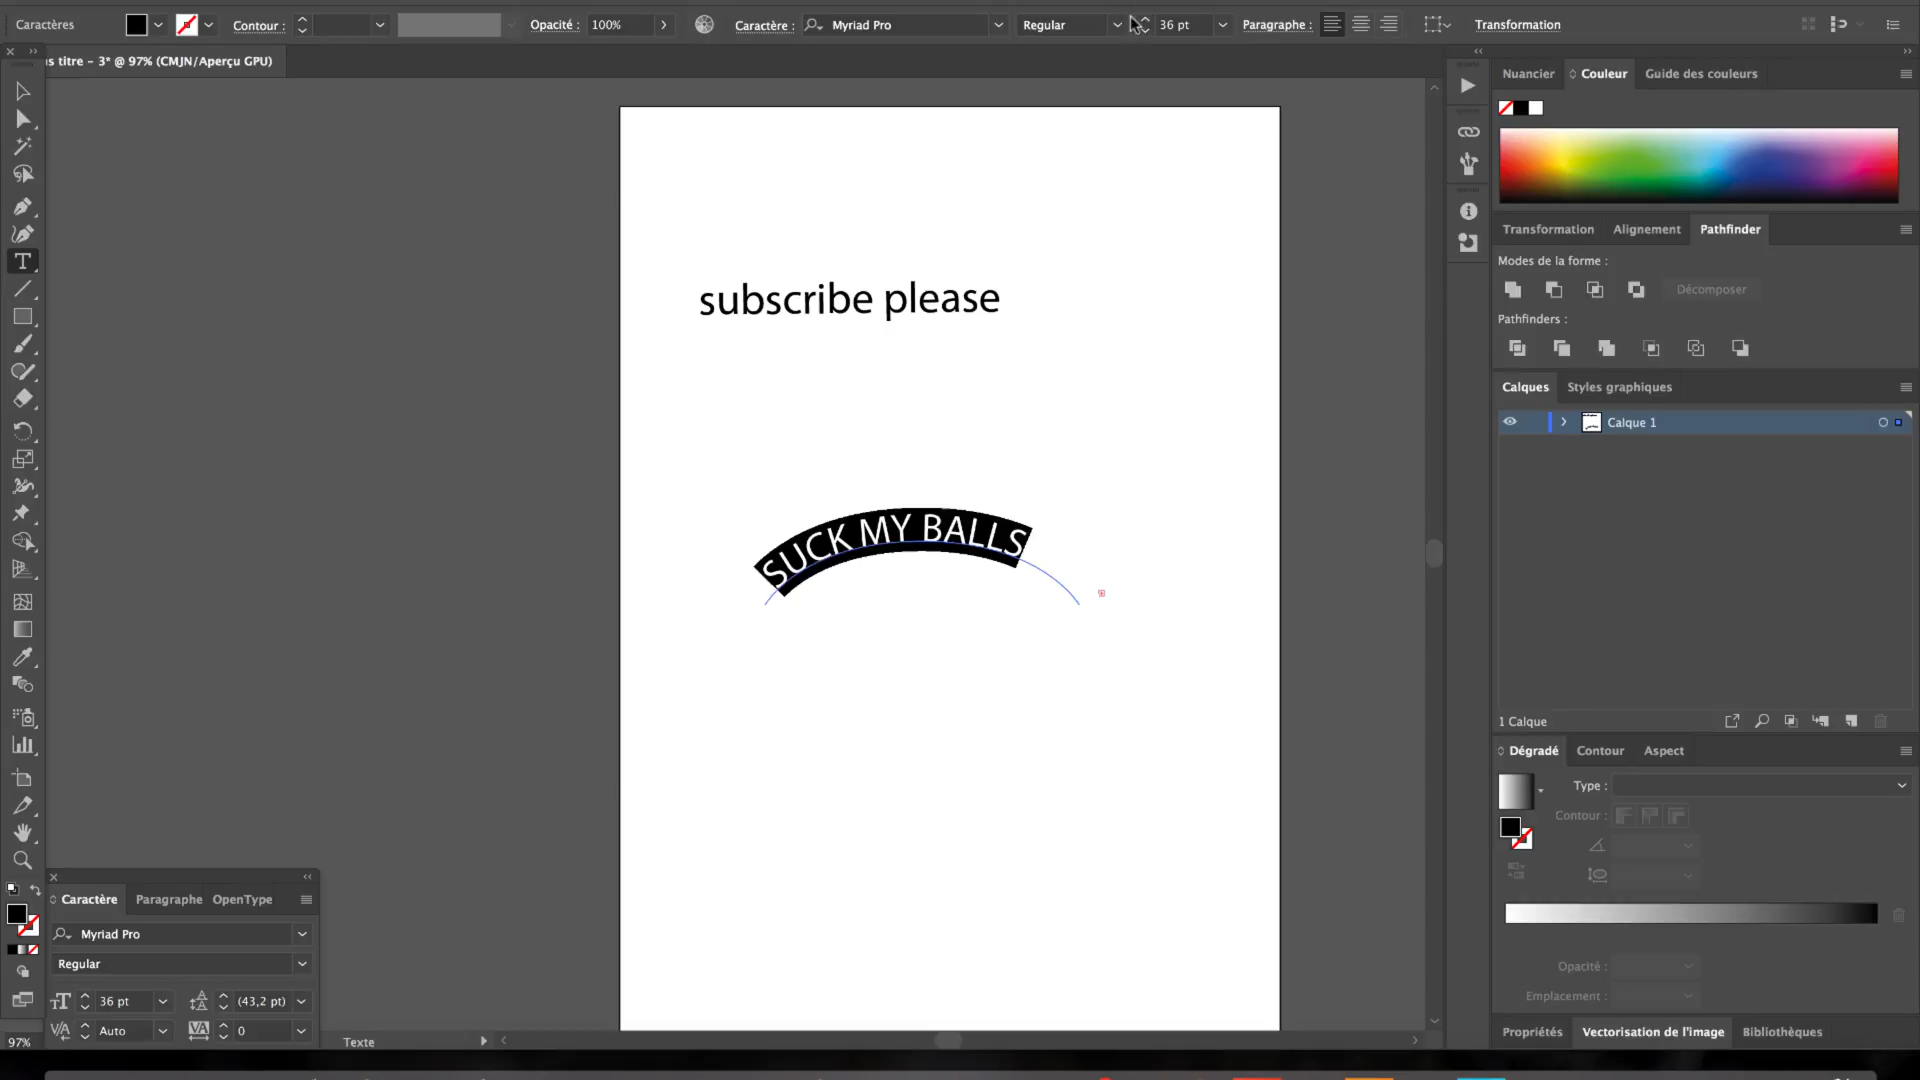 Caractères
Contour :
Opacité : 100%
Caractère : Myriad Pro
Regular
36 pt
Paragraphe :
Transformation
us titre – 3* @ 97% (CMJN/Aperçu GPU)
Nuancier Couleur Guide des couleurs
Transformation Alignement Pathfinder
Modes de la forme :
Décomposer
Pathfinders :
Calques Styles graphiques
Calque 1
1 Calque
Dégradé Contour Aspect
Type :
Contour :
Opacité :
Emplacement :
Propriétés Vectorisation de l'image Bibliothèques
subscribe please
SUCK MY BALLS
Caractère Paragraphe OpenType
Myriad Pro
Regular
36 pt (43,2 pt)
Auto 0
97% Texte